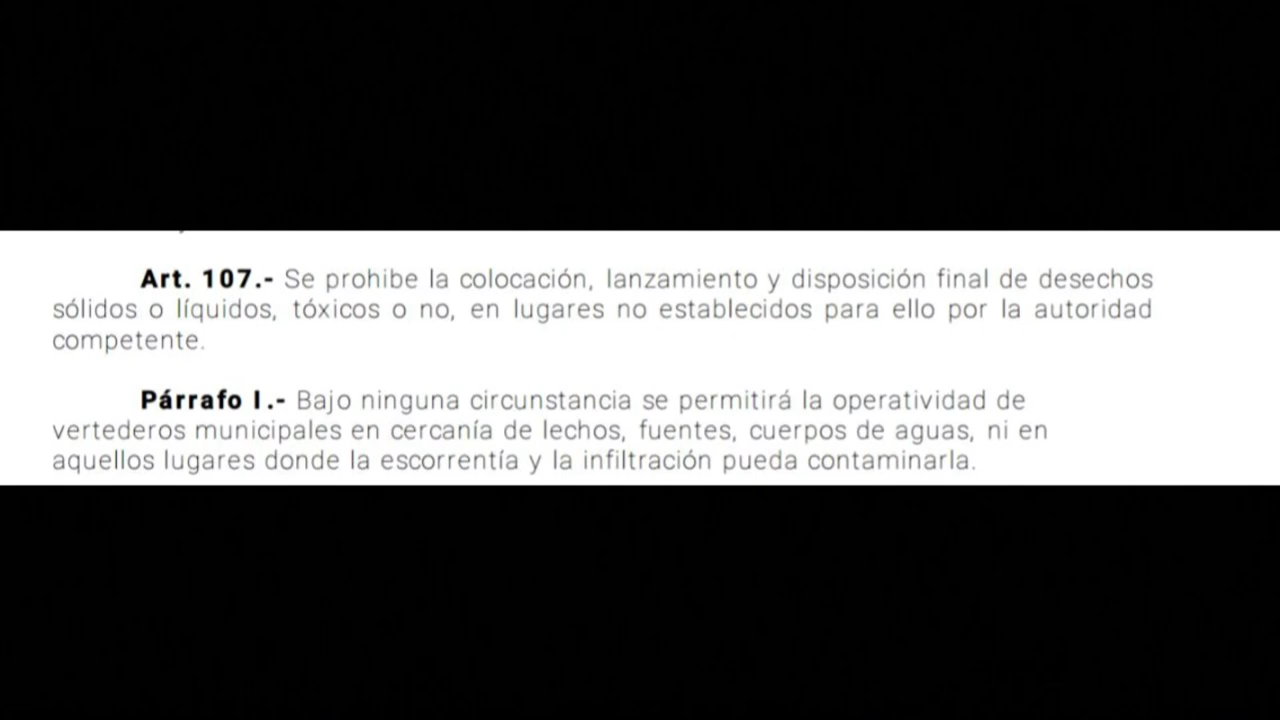 Art. 107.- Se prohibe la colocación, lanzamiento y disposición final de desechos
sólidos o líquidos, tóxicos o no, en lugares no establecidos para ello por la autoridad
competente.
Párrafo I.- Bajo ninguna circunstancia se permitirá la operatividad de
vertederos municipales en cercanía de lechos, fuentes, cuerpos de aguas, ni en
aquellos lugares donde la escorrentía y la infiltración pueda contaminarla.